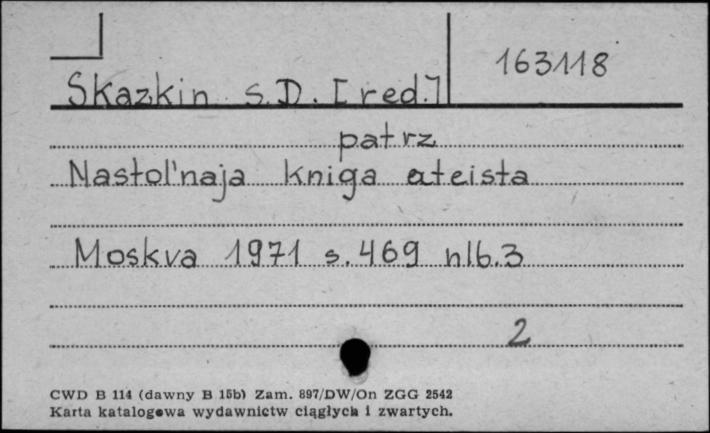 163118
Skazkin S.D. [red.]
patrz
Nastol'naja kniga ateista
Moskva 1971 s. 469 nlb. 3
2
CWD B 114 (dawny B 15b) Zam. 897/DW/On ZGG 2542
Karta katalogowa wydawnictw ciągłych i zwartych.